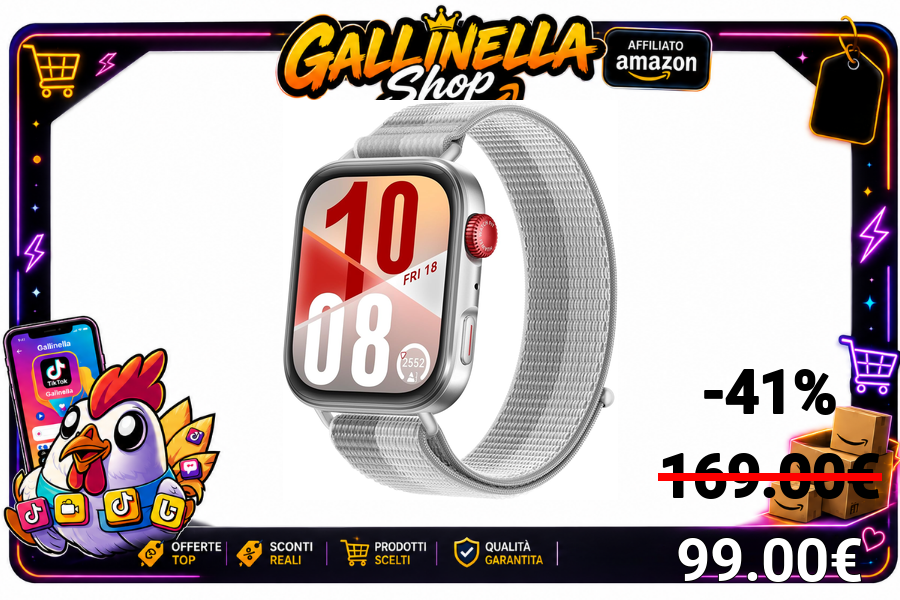 GALLINELLA
Shop
AFFILIATO
amazon
10
FRI 18
08
2552
Gallinella
TikTok
Gallinella
-41%
169.00€
99.00€
OFFERTE
TOP
SCONTI
REALI
PRODOTTI
SCELTI
QUALITÀ
GARANTITA